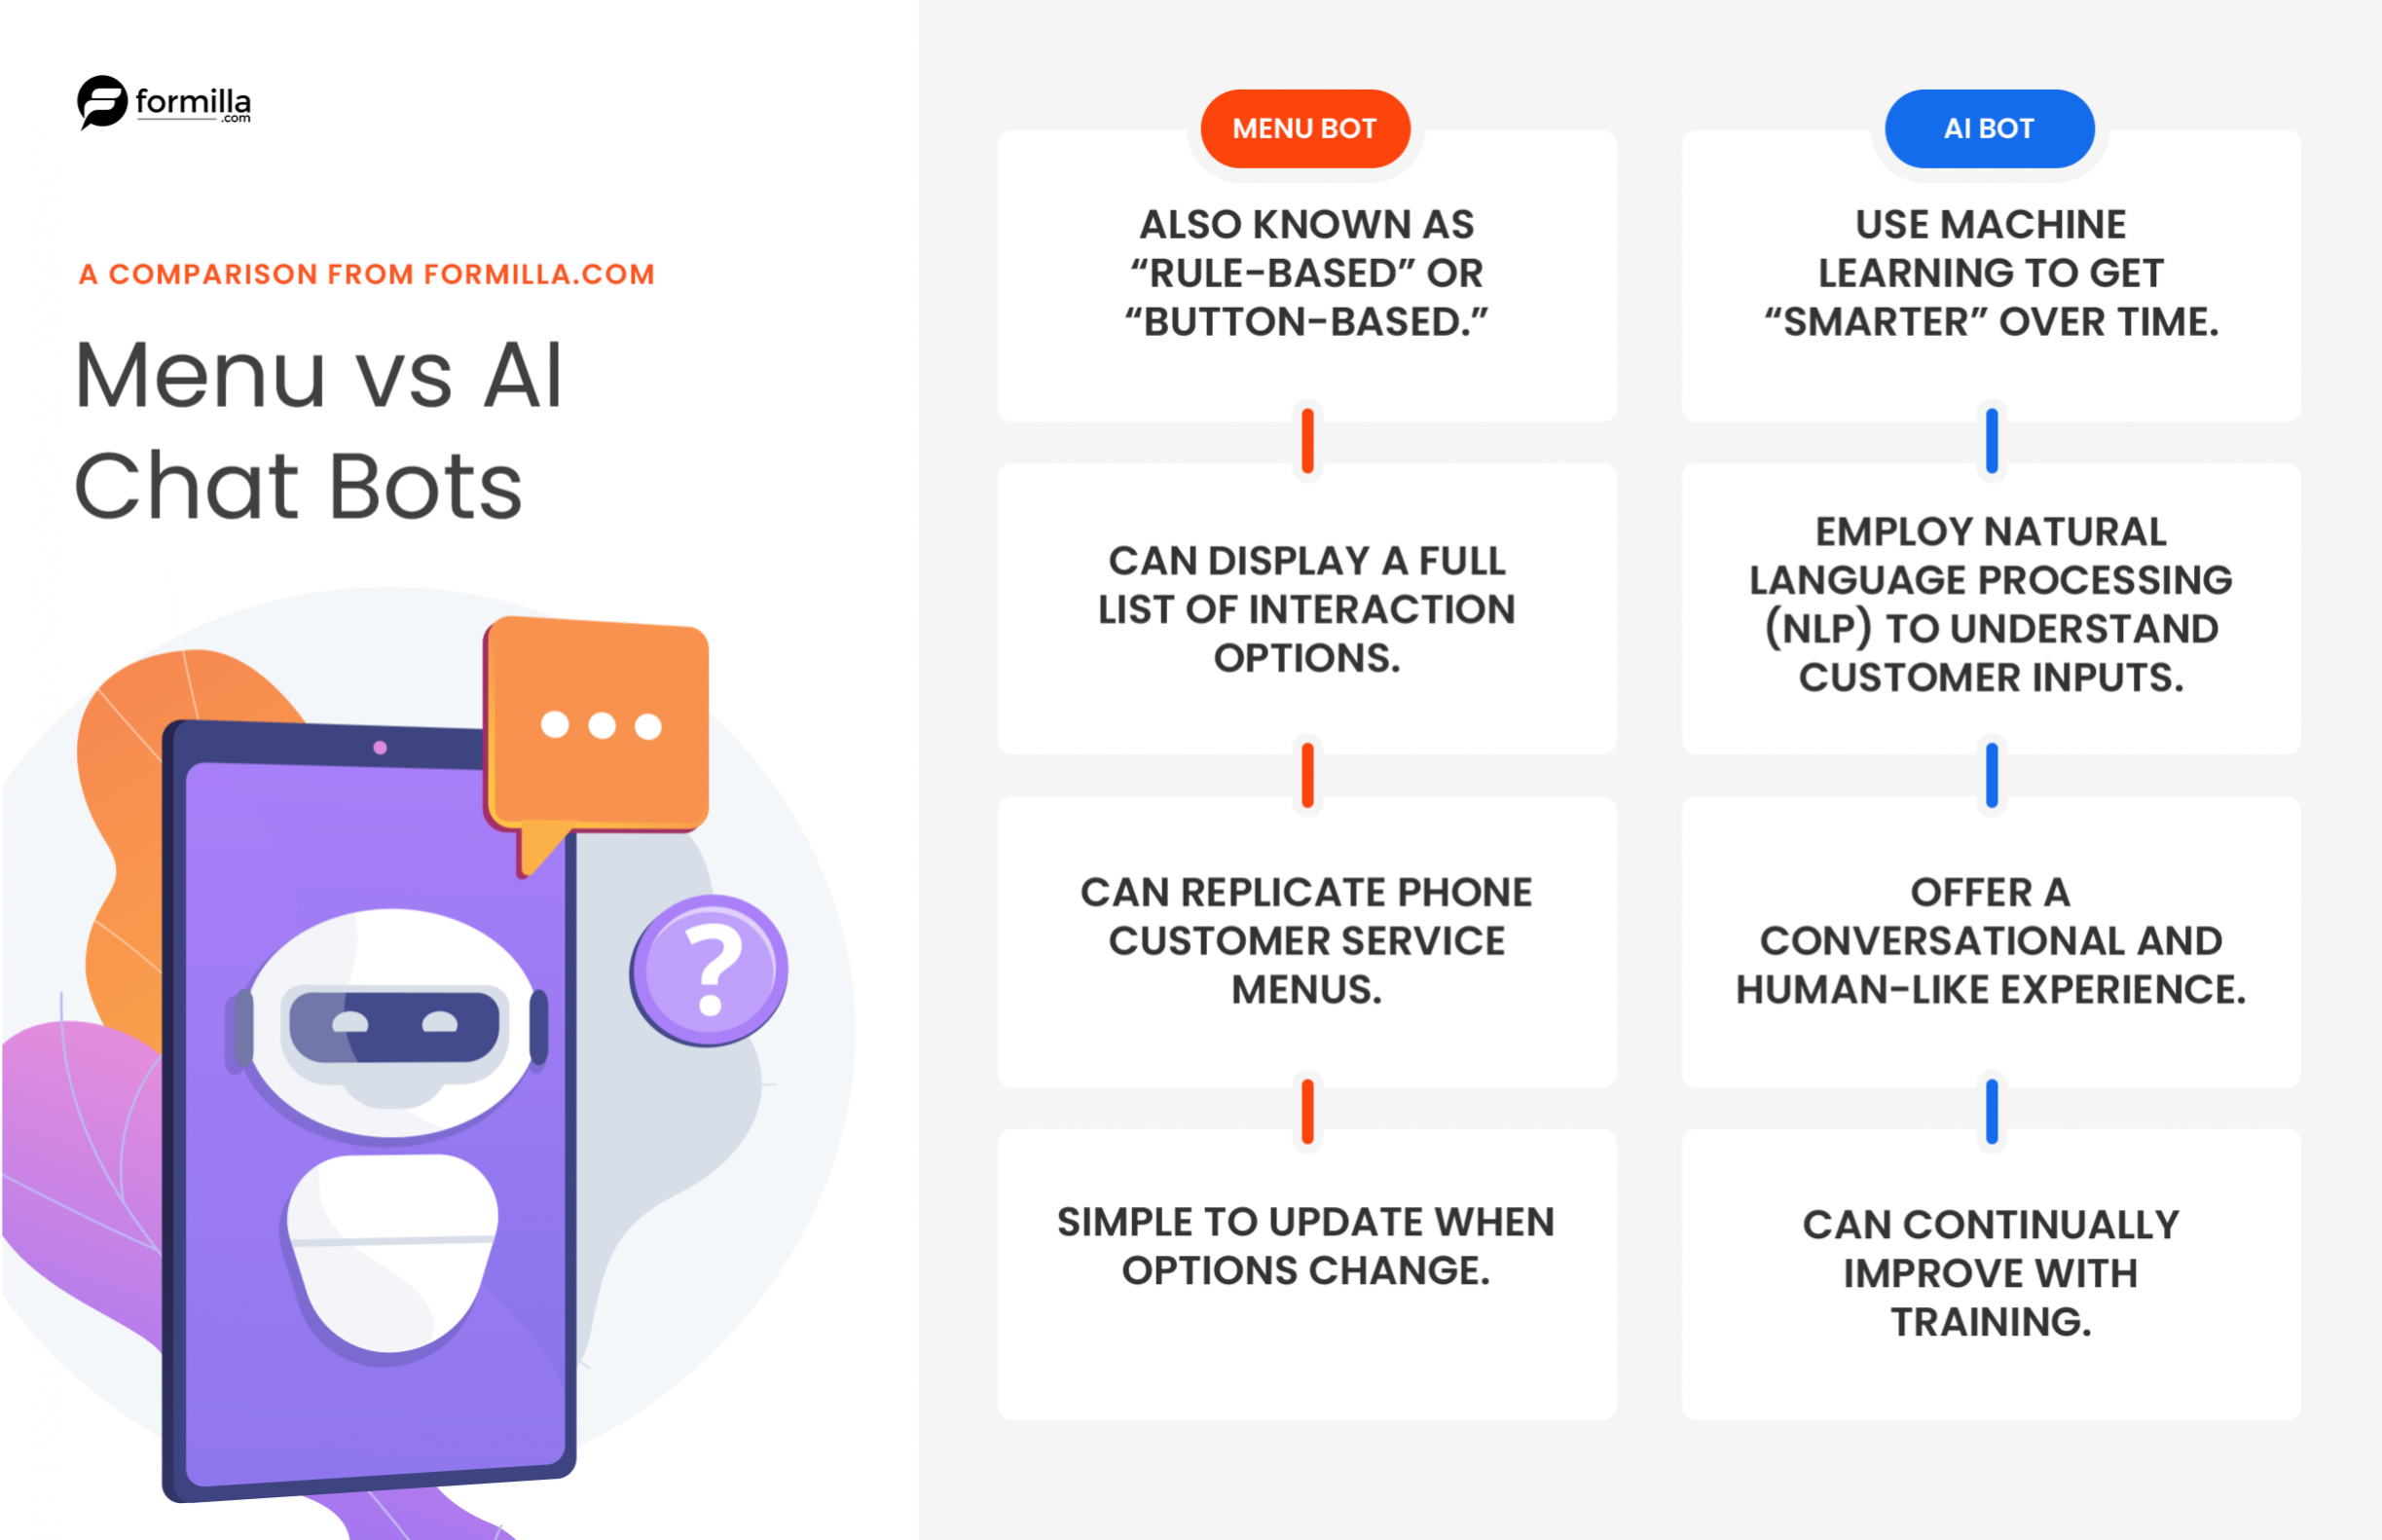 formilla
.com
A COMPARISON FROM FORMILLA.COM
Menu vs AI
Chat Bots
?
MENU BOT
ALSO KNOWN AS
“RULE-BASED” OR
“BUTTON-BASED.”
CAN DISPLAY A FULL
LIST OF INTERACTION
OPTIONS.
CAN REPLICATE PHONE
CUSTOMER SERVICE
MENUS.
SIMPLE TO UPDATE WHEN
OPTIONS CHANGE.
AI BOT
USE MACHINE
LEARNING TO GET
“SMARTER” OVER TIME.
EMPLOY NATURAL
LANGUAGE PROCESSING
(NLP) TO UNDERSTAND
CUSTOMER INPUTS.
OFFER A
CONVERSATIONAL AND
HUMAN-LIKE EXPERIENCE.
CAN CONTINUALLY
IMPROVE WITH
TRAINING.